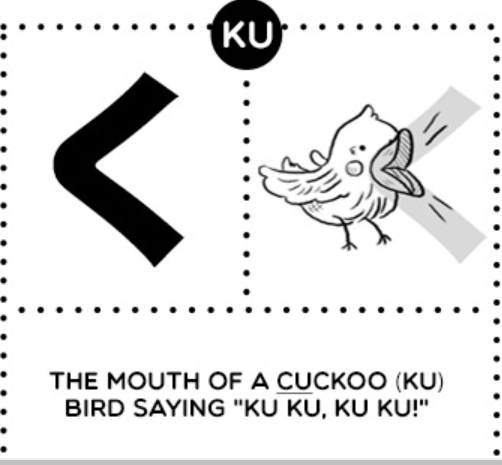 KU
く
THE MOUTH OF A CUCKOO (KU)
BIRD SAYING "KU KU, KU KU!"